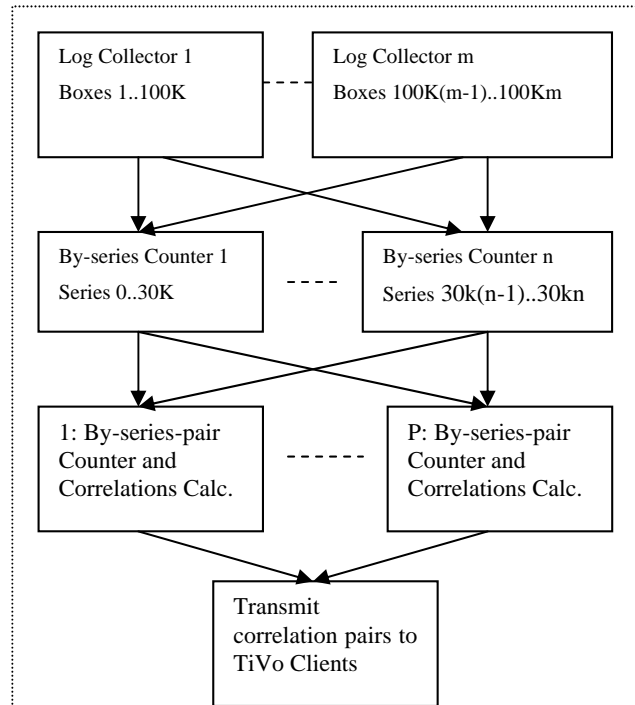 Log Collector 1
Boxes 1..100K
Log Collector m
Boxes 100K(m-1)..100Km
By-series Counter 1
Series 0..30K
By-series Counter n
Series 30k(n-1)..30kn
1: By-series-pair
Counter and
Correlations Calc.
P: By-series-pair
Counter and
Correlations Calc.
Transmit
correlation pairs to
TiVo Clients